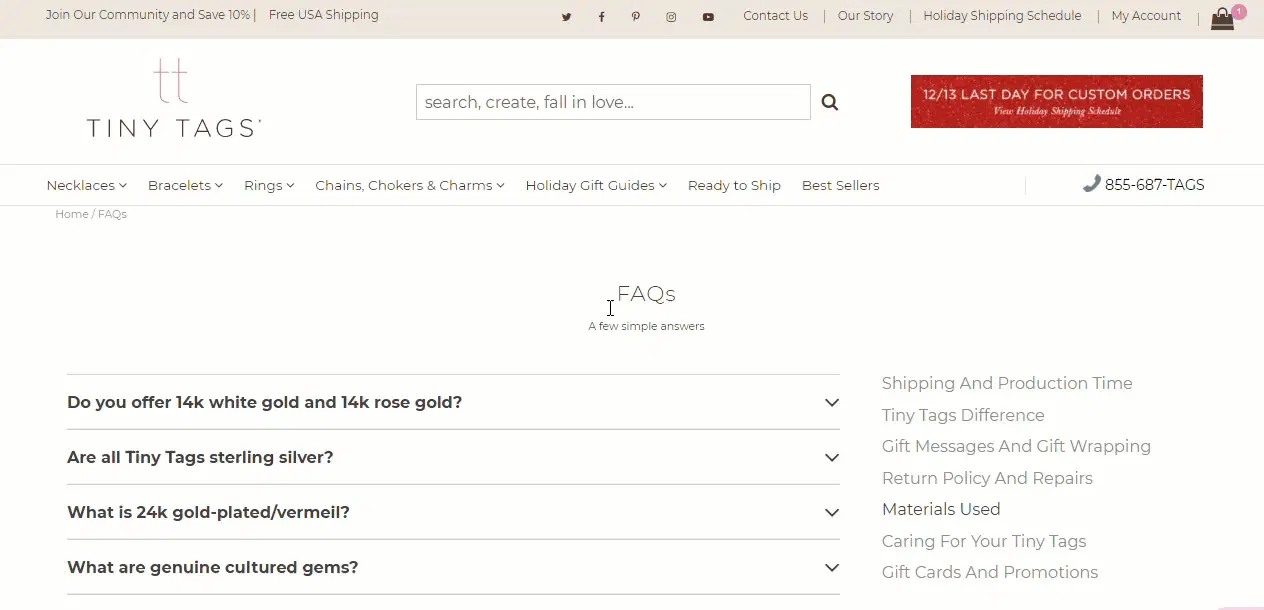 Join Our Community and Save 10% | Free USA Shipping
Contact Us | Our Story | Holiday Shipping Schedule | My Account | 1
tt
TINY TAGS
search, create, fall in love...
12/13 LAST DAY FOR CUSTOM ORDERS
View Holiday Shipping Schedule
Necklaces Bracelets Rings Chains, Chokers & Charms Holiday Gift Guides Ready to Ship Best Sellers 855-687-TAGS
Home / FAQs
FAQs
A few simple answers
Do you offer 14k white gold and 14k rose gold?
Are all Tiny Tags sterling silver?
What is 24k gold-plated/vermeil?
What are genuine cultured gems?
Shipping And Production Time
Tiny Tags Difference
Gift Messages And Gift Wrapping
Return Policy And Repairs
Materials Used
Caring For Your Tiny Tags
Gift Cards And Promotions